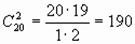 C²₂₀ = 20·19 / 1·2 = 190